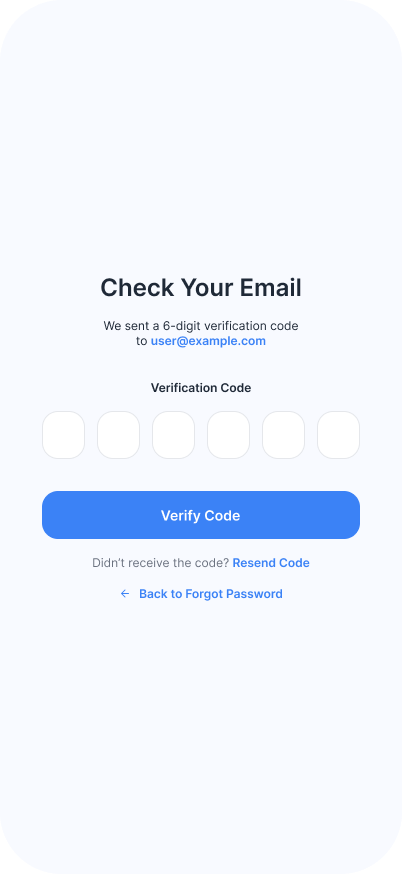 Check Your Email
We sent a 6-digit verification code
to user@example.com
Verification Code
Verify Code
Didn’t receive the code? Resend Code
← Back to Forgot Password